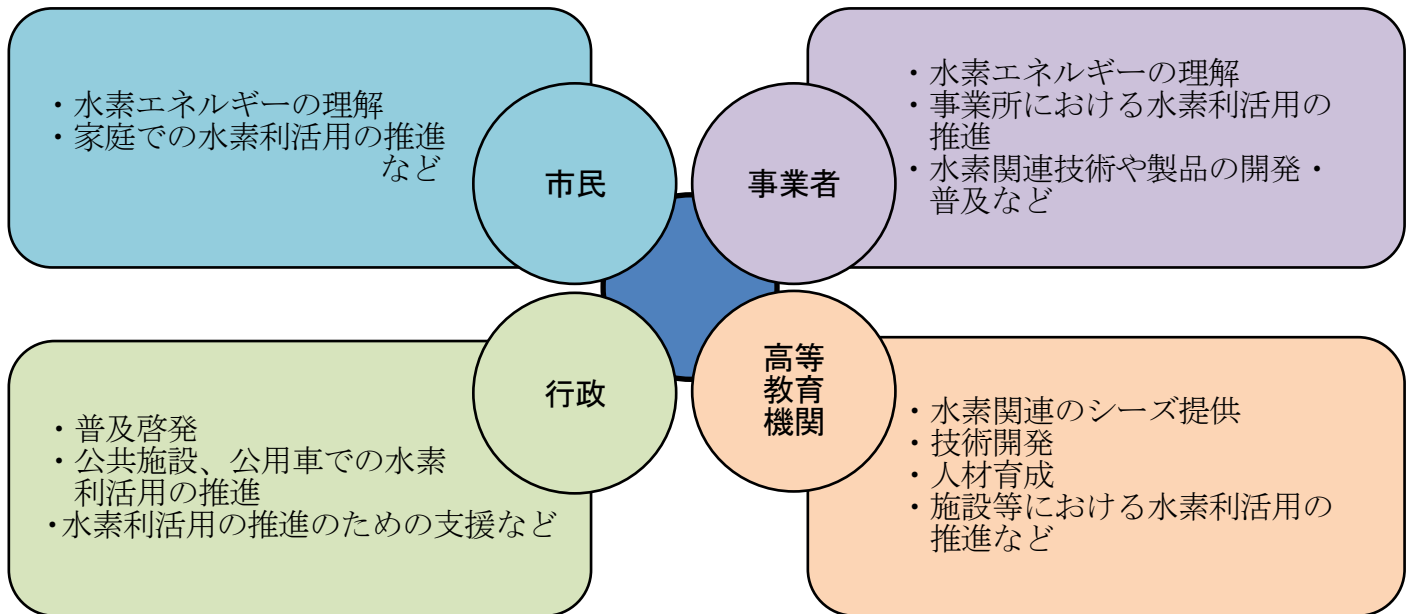 ・水素エネルギーの理解
・家庭での水素利活用の推進
など
市民
・水素エネルギーの理解
・事業所における水素利活用の
推進
・水素関連技術や製品の開発・
普及など
事業者
・普及啓発
・公共施設、公用車での水素
利活用の推進
・水素利活用の推進のための支援など
行政
高等
教育
機関
・水素関連のシーズ提供
・技術開発
・人材育成
・施設等における水素利活用の
推進など